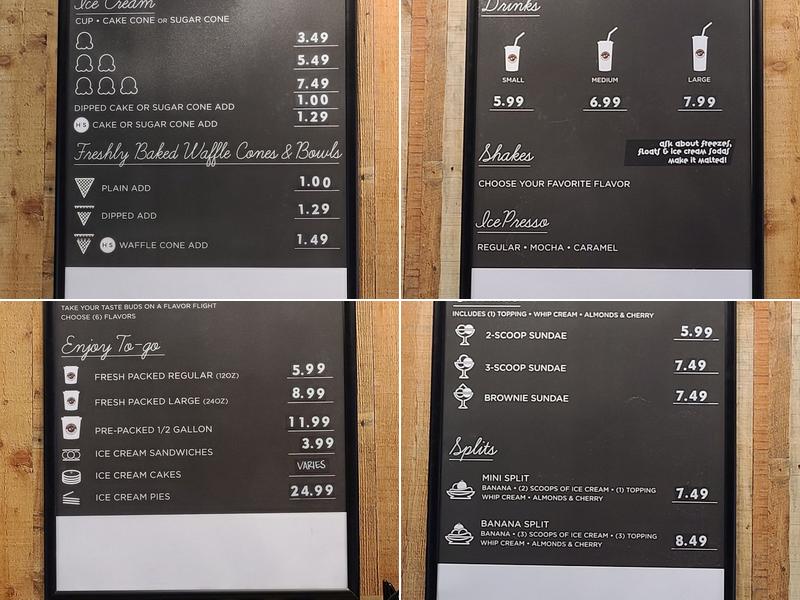 Ice Cream
CUP • CAKE CONE OR SUGAR CONE
3.49
5.49
7.49
DIPPED CAKE OR SUGAR CONE ADD 1.00
HS CAKE OR SUGAR CONE ADD 1.29
Freshly Baked Waffle Cones & Bowls
PLAIN ADD 1.00
DIPPED ADD 1.29
HS WAFFLE CONE ADD 1.49
Drinks
SMALL MEDIUM LARGE
5.99 6.99 7.99
ask about freezes,
floats & ice cream sodas
make it malted!
Shakes
CHOOSE YOUR FAVORITE FLAVOR
IcePresso
REGULAR • MOCHA • CARAMEL
TAKE YOUR TASTE BUDS ON A FLAVOR FLIGHT
CHOOSE (6) FLAVORS
Enjoy To-go
FRESH PACKED REGULAR (12OZ) 5.99
FRESH PACKED LARGE (24OZ) 8.99
PRE-PACKED 1/2 GALLON 11.99
ICE CREAM SANDWICHES 3.99
ICE CREAM CAKES VARIES
ICE CREAM PIES 24.99
INCLUDES (1) TOPPING • WHIP CREAM • ALMONDS & CHERRY
2-SCOOP SUNDAE 5.99
3-SCOOP SUNDAE 7.49
BROWNIE SUNDAE 7.49
Splits
MINI SPLIT
BANANA • (2) SCOOPS OF ICE CREAM • (1) TOPPING
WHIP CREAM • ALMONDS & CHERRY 7.49
BANANA SPLIT
BANANA • (3) SCOOPS OF ICE CREAM • (3) TOPPING
WHIP CREAM • ALMONDS & CHERRY 8.49